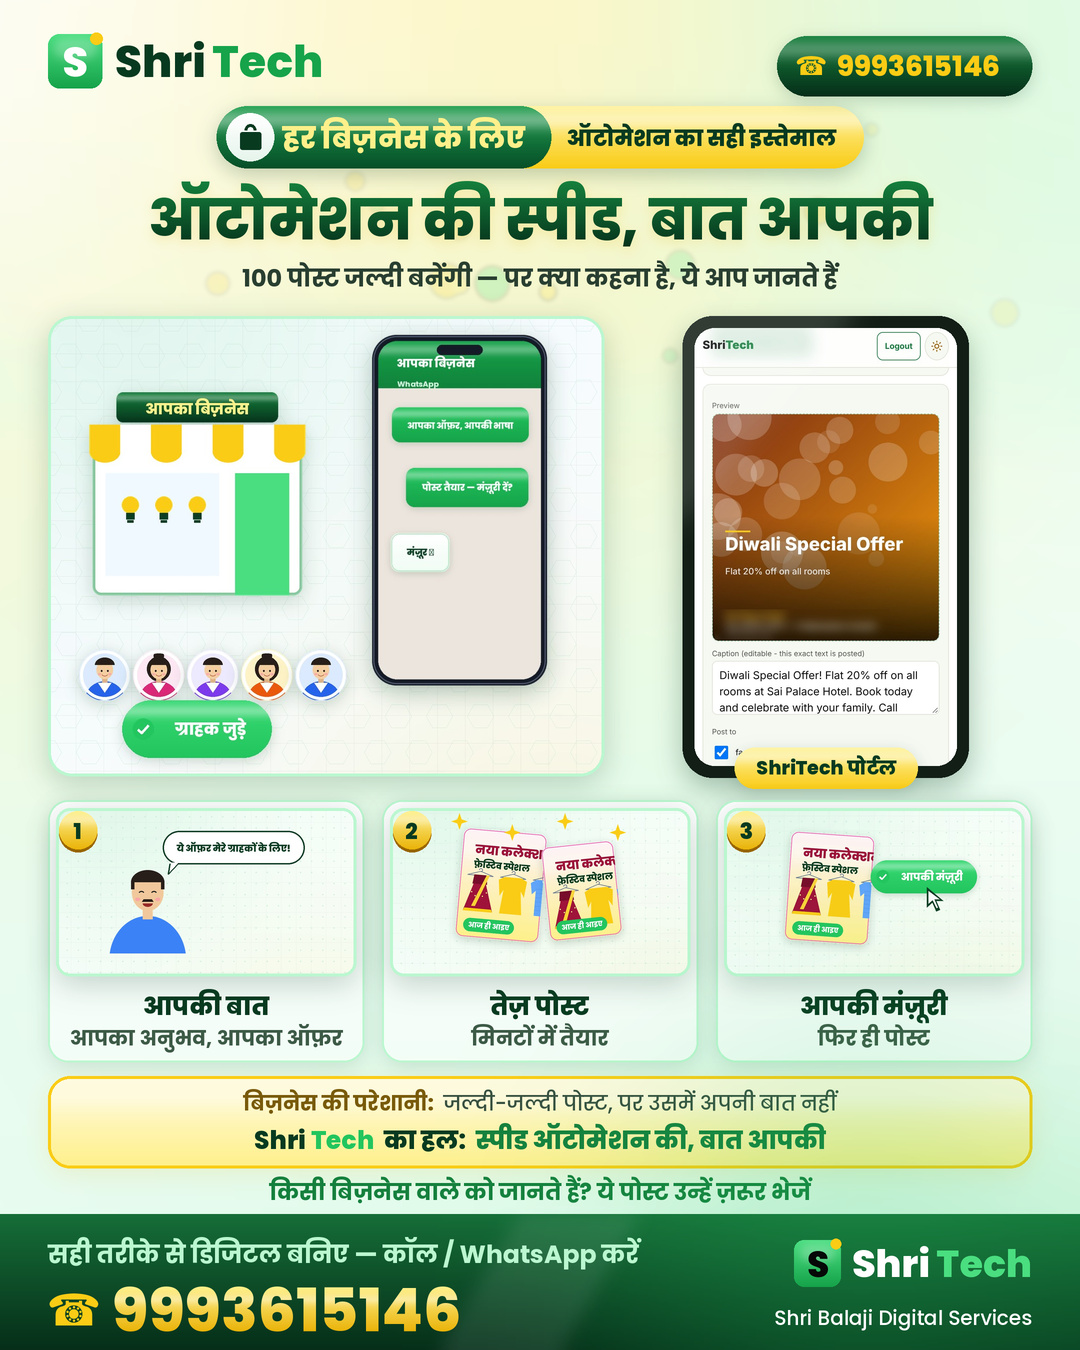 S Shri Tech
☎ 9993615146
हर बिज़नेस के लिए
ऑटोमेशन का सही इस्तेमाल
ऑटोमेशन की स्पीड, बात आपकी
100 पोस्ट जल्दी बनेंगी — पर क्या कहना है, ये आप जानते हैं
आपका बिज़नेस
आपका बिज़नेस
WhatsApp
आपका ऑफ़र, आपकी भाषा
पोस्ट तैयार — मंज़ूरी दें?
मंज़ूर
ग्राहक जुड़े
ShriTech
Logout
Preview
Diwali Special Offer
Flat 20% off on all rooms
Caption (editable - this exact text is posted)
Diwali Special Offer! Flat 20% off on all
rooms at Sai Palace Hotel. Book today
and celebrate with your family. Call
Post to
ShriTech पोर्टल
1
ये ऑफ़र मेरे ग्राहकों के लिए!
आपकी बात
आपका अनुभव, आपका ऑफ़र
2
नया कलेक्शन
फ़ेस्टिव स्पेशल
आज ही आइए
नया कलेक्शन
फ़ेस्टिव स्पेशल
आज ही आइए
तेज़ पोस्ट
मिनटों में तैयार
3
नया कलेक्शन
फ़ेस्टिव स्पेशल
आज ही आइए
आपकी मंज़ूरी
आपकी मंज़ूरी
फिर ही पोस्ट
बिज़नेस की परेशानी: जल्दी-जल्दी पोस्ट, पर उसमें अपनी बात नहीं
Shri Tech का हल: स्पीड ऑटोमेशन की, बात आपकी
किसी बिज़नेस वाले को जानते हैं? ये पोस्ट उन्हें ज़रूर भेजें
सही तरीके से डिजिटल बनिए — कॉल / WhatsApp करें
☎ 9993615146
S Shri Tech
Shri Balaji Digital Services